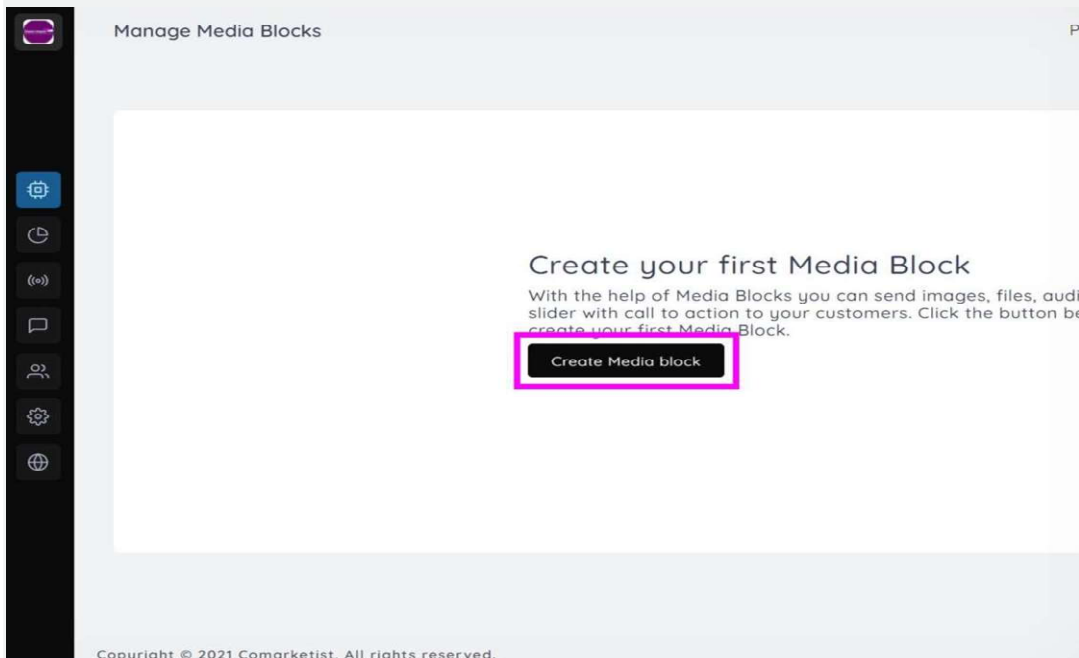 Manage Media Blocks
P
Create your first Media Block
With the help of Media Blocks you can send images, files, audi
slider with call to action to your customers. Click the button be
create your first Media Block.
Create Media block
Copyright © 2021 Comarketist. All rights reserved.